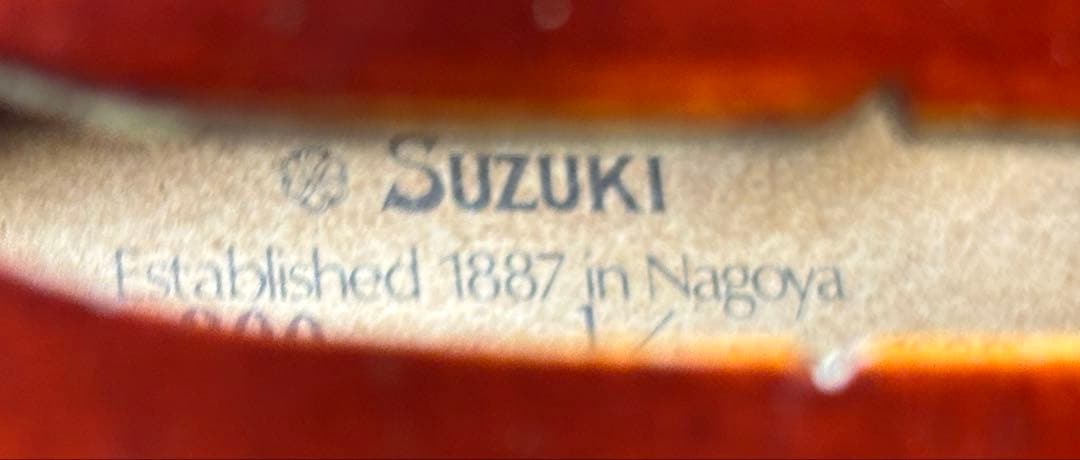 SUZUKI
Established 1887 in Nagoya